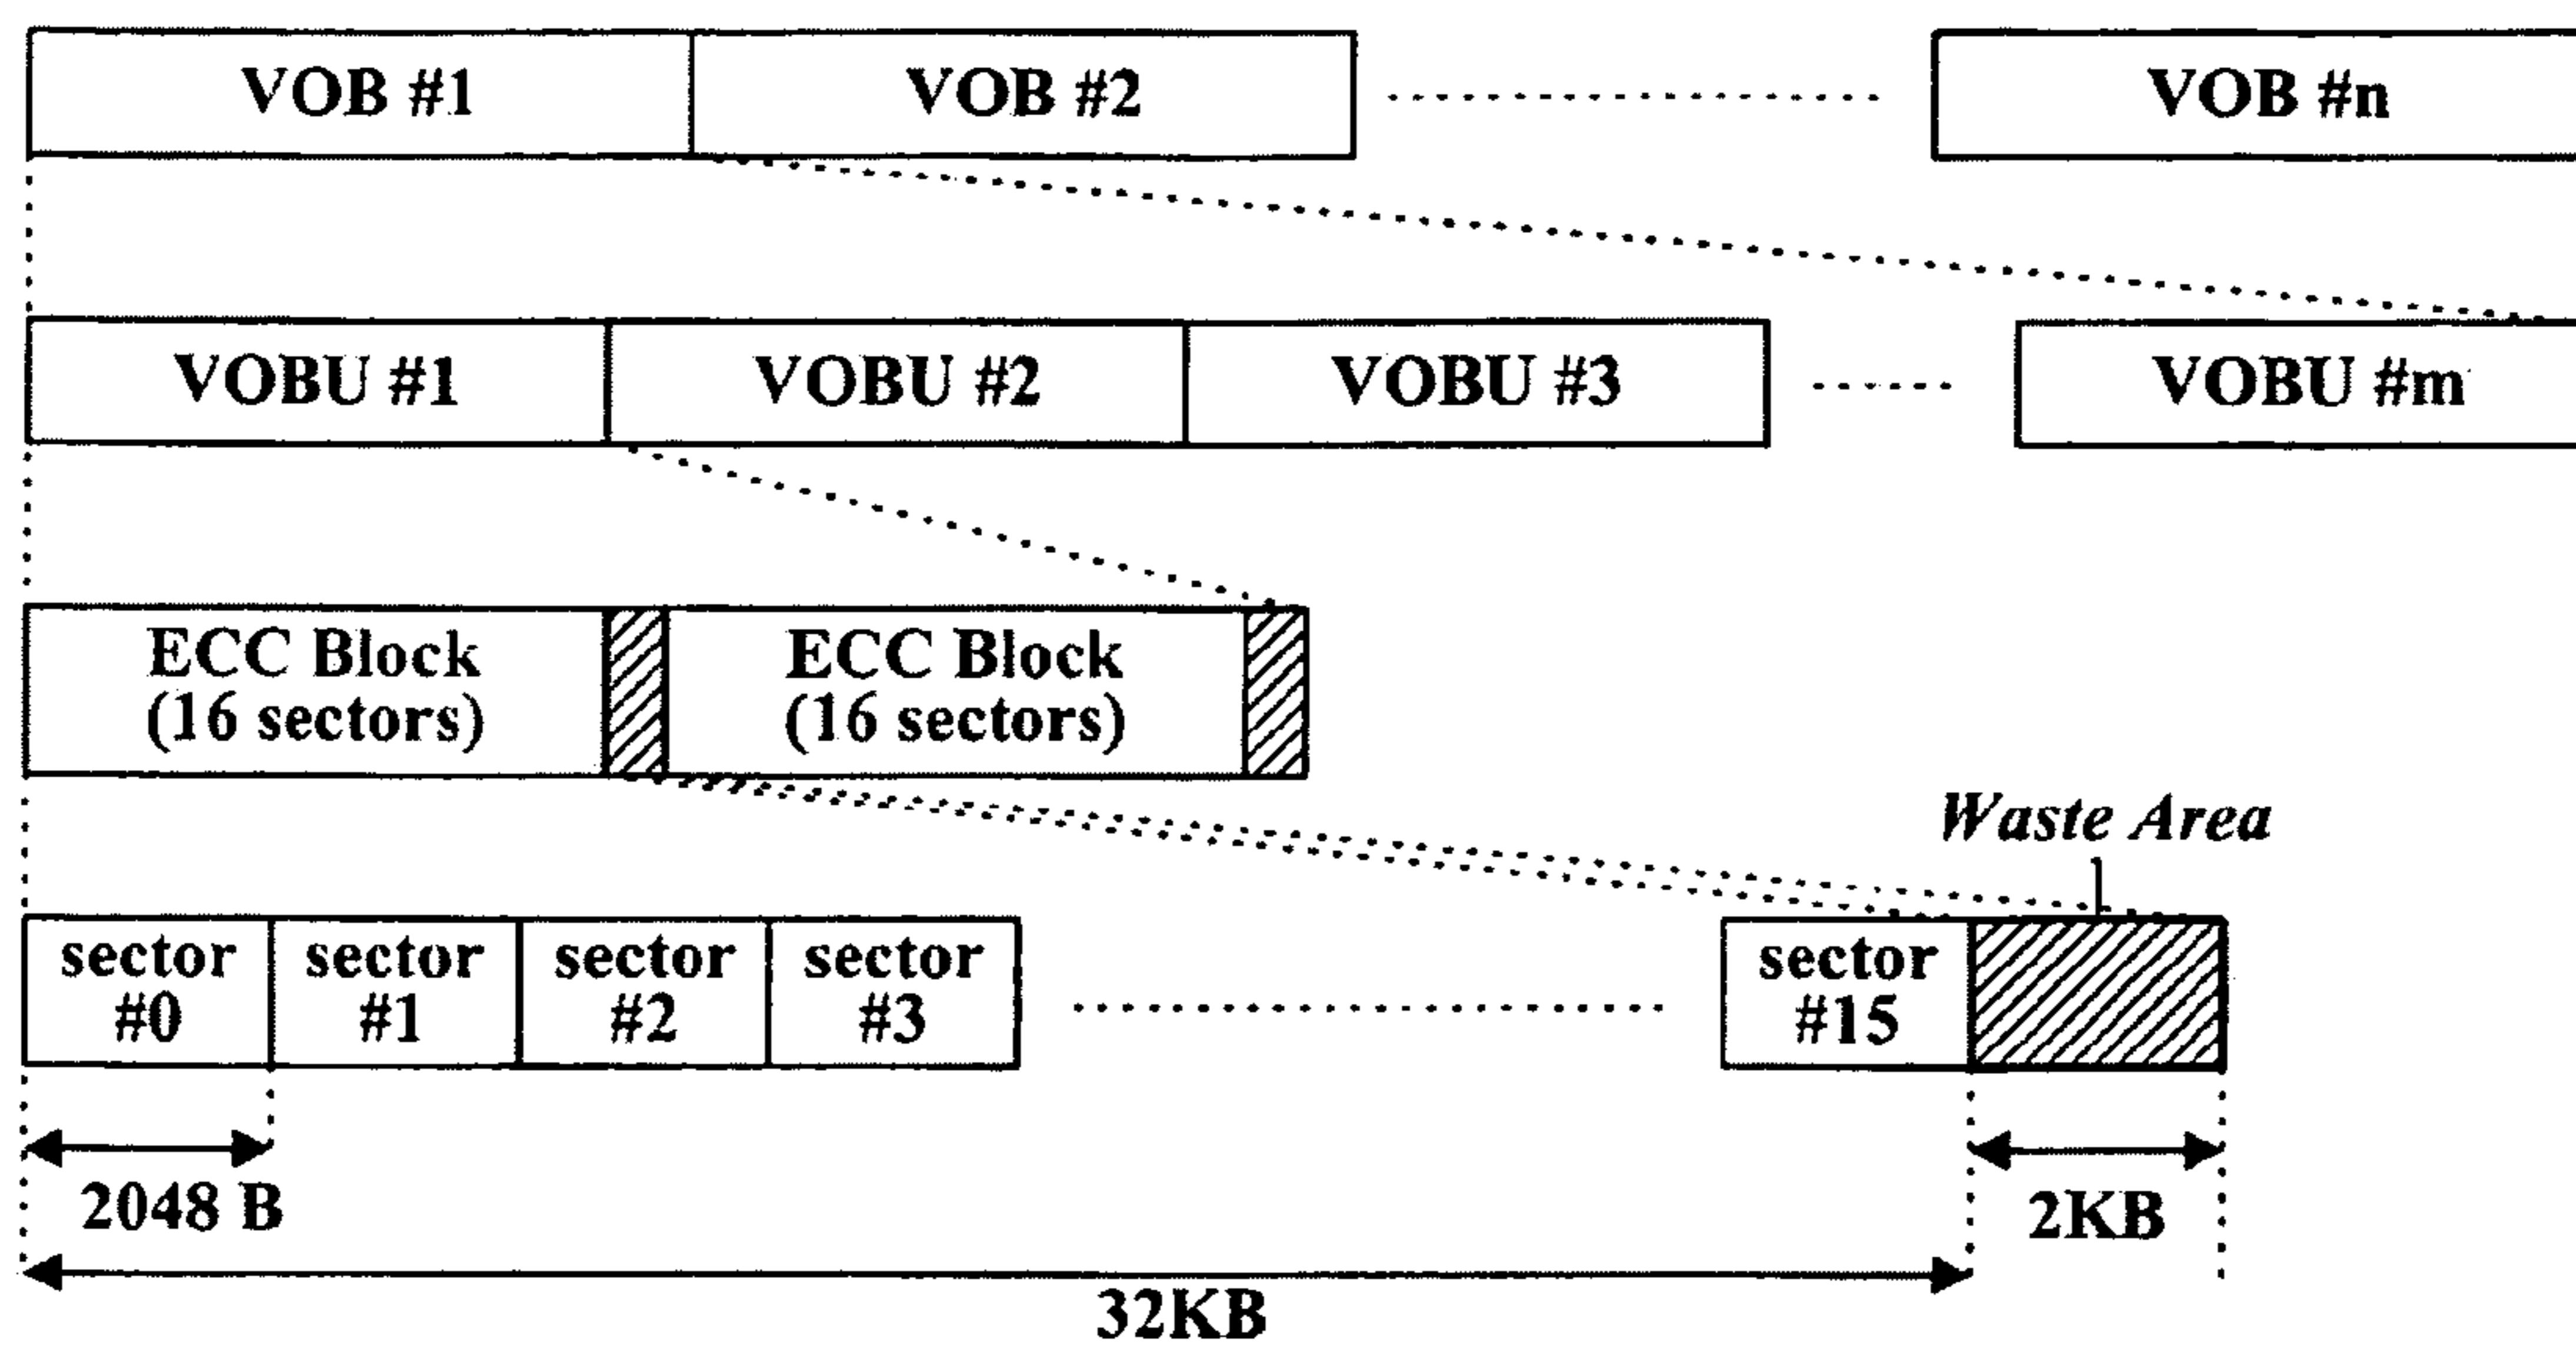 VOB #1
VOB #2
VOB #n
VOBU #1
VOBU #2
VOBU #3
VOBU #m
ECC Block
(16 sectors)
ECC Block
(16 sectors)
Waste Area
sector
#0
sector
#1
sector
#2
sector
#3
sector
#15
2048 B
2KB
32KB